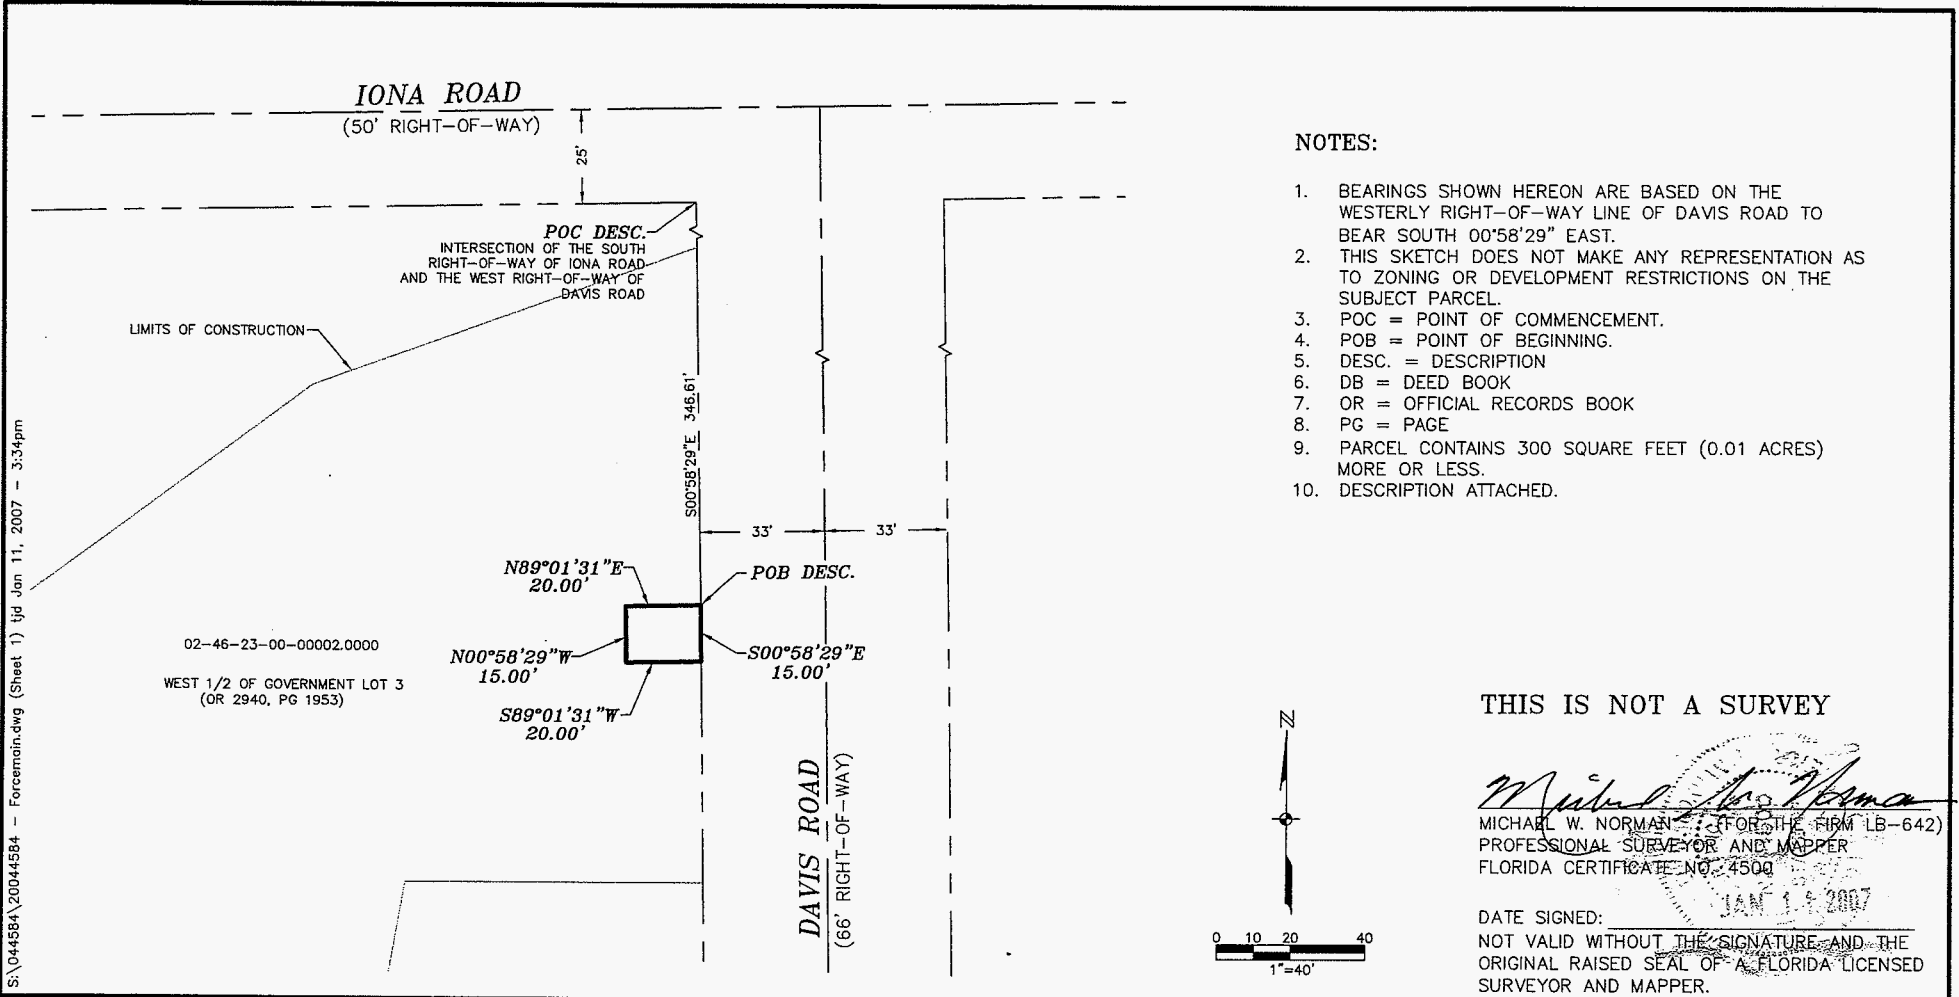 IONA ROAD
(50' RIGHT-OF-WAY)
25'
POC DESC.
INTERSECTION OF THE SOUTH
RIGHT-OF-WAY OF IONA ROAD
AND THE WEST RIGHT-OF-WAY OF
DAVIS ROAD
LIMITS OF CONSTRUCTION
S00°58'29"E 346.61'
33'
33'
N89°01'31"E
20.00'
POB DESC.
N00°58'29"W
15.00'
S00°58'29"E
15.00'
S89°01'31"W
20.00'
02-46-23-00-00002.0000
WEST 1/2 OF GOVERNMENT LOT 3
(OR 2940, PG 1953)
DAVIS ROAD
(66' RIGHT-OF-WAY)
S:\044584\20044584 - Forcemain.dwg (Sheet 1) tjd Jan 11, 2007 - 3:34pm
NOTES:
1. BEARINGS SHOWN HEREON ARE BASED ON THE
WESTERLY RIGHT-OF-WAY LINE OF DAVIS ROAD TO
BEAR SOUTH 00°58'29" EAST.
2. THIS SKETCH DOES NOT MAKE ANY REPRESENTATION AS
TO ZONING OR DEVELOPMENT RESTRICTIONS ON THE
SUBJECT PARCEL.
3. POC = POINT OF COMMENCEMENT.
4. POB = POINT OF BEGINNING.
5. DESC. = DESCRIPTION
6. DB = DEED BOOK
7. OR = OFFICIAL RECORDS BOOK
8. PG = PAGE
9. PARCEL CONTAINS 300 SQUARE FEET (0.01 ACRES)
MORE OR LESS.
10. DESCRIPTION ATTACHED.
N
0 10 20 40
1"=40'
THIS IS NOT A SURVEY
Michael W. Norman
MICHAEL W. NORMAN (FOR THE FIRM LB-642)
PROFESSIONAL SURVEYOR AND MAPPER
FLORIDA CERTIFICATE NO. 4500
JAN 11 2007
DATE SIGNED:
NOT VALID WITHOUT THE SIGNATURE AND THE
ORIGINAL RAISED SEAL OF A FLORIDA LICENSED
SURVEYOR AND MAPPER.